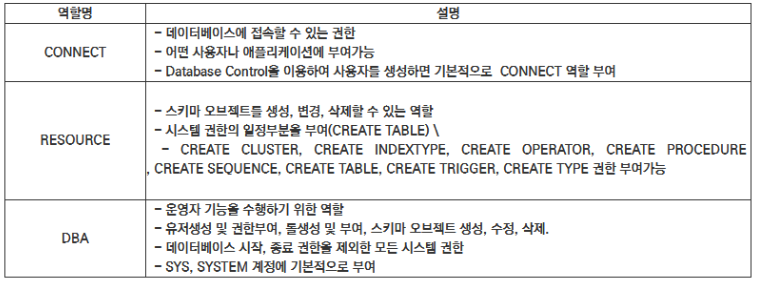 역할명 설명
CONNECT
- 데이터베이스에 접속할 수 있는 권한
- 어떤 사용자나 애플리케이션에 부여가능
- Database Control을 이용하여 사용자를 생성하면 기본적으로 CONNECT 역할 부여
RESOURCE
- 스키마 오브젝트를 생성, 변경, 삭제할 수 있는 역할
- 시스템 권한의 일정부분을 부여(CREATE TABLE) \
- CREATE CLUSTER, CREATE INDEXTYPE, CREATE OPERATOR, CREATE PROCEDURE
, CREATE SEQUENCE, CREATE TABLE, CREATE TRIGGER, CREATE TYPE 권한 부여가능
DBA
- 운영자 기능을 수행하기 위한 역할
- 유저생성 및 권한부여, 롤생성 및 부여, 스키마 오브젝트 생성, 수정, 삭제.
- 데이터베이스 시작, 종료 권한을 제외한 모든 시스템 권한
- SYS, SYSTEM 계정에 기본적으로 부여